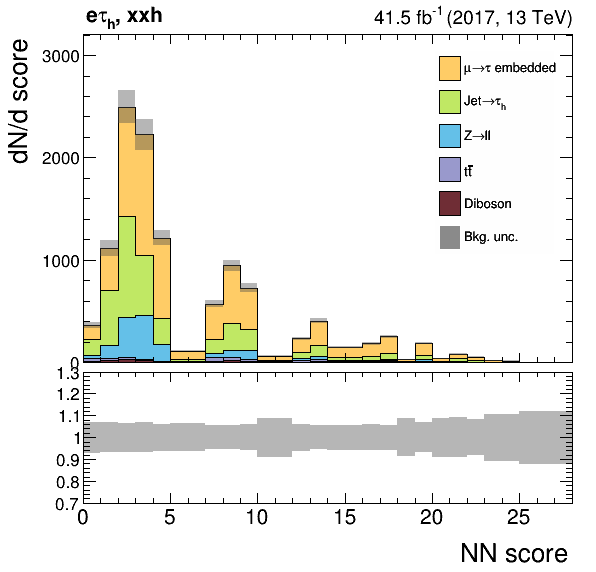 eτh, xxh
41.5 fb⁻¹ (2017, 13 TeV)
dN/d score
3000
2000
1000
0
μ→τ embedded
Jet→τh
Z→ll
tt̅
Diboson
Bkg. unc.
1.3
1.2
1.1
1
0.9
0.8
0.7
0 5 10 15 20 25
NN score